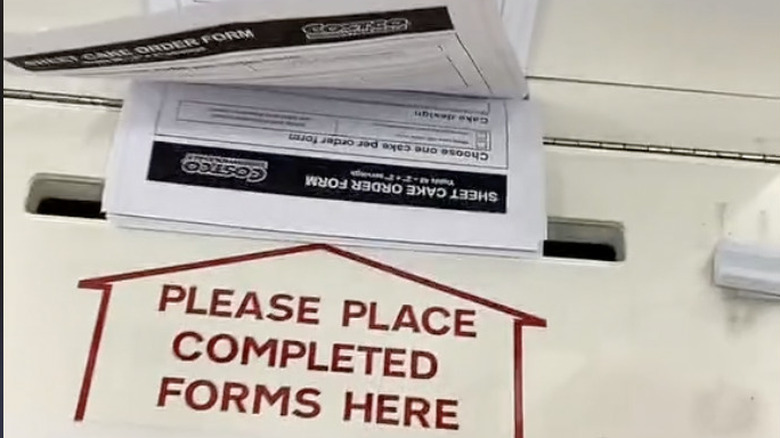 SHEET CAKE ORDER FORM COSTCO
Cake design
Choose one cake per order form
SHEET CAKE ORDER FORM COSTCO
PLEASE PLACE
COMPLETED
FORMS HERE